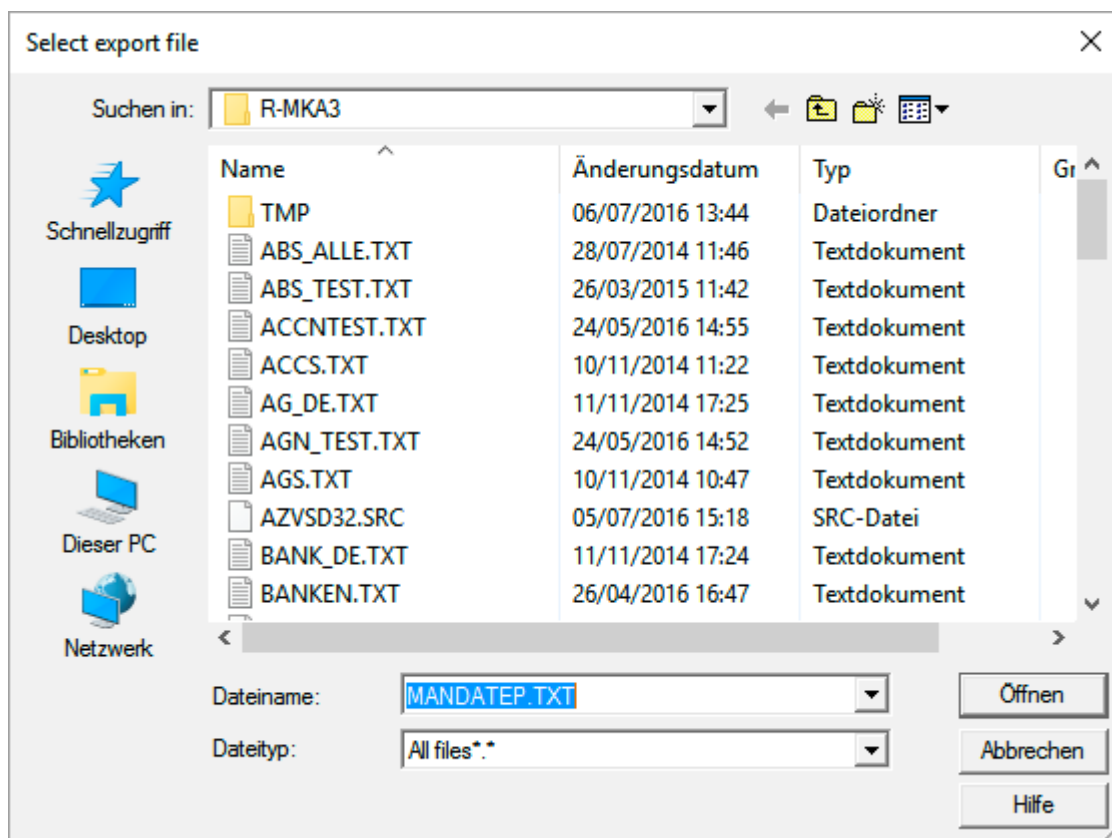 Select export file
Suchen in: R-MKA3
Name Änderungsdatum Typ Gr
TMP 06/07/2016 13:44 Dateiordner
ABS_ALLE.TXT 28/07/2014 11:46 Textdokument
ABS_TEST.TXT 26/03/2015 11:42 Textdokument
ACCNTEST.TXT 24/05/2016 14:55 Textdokument
ACCS.TXT 10/11/2014 11:22 Textdokument
AG_DE.TXT 11/11/2014 17:25 Textdokument
AGN_TEST.TXT 24/05/2016 14:52 Textdokument
AGS.TXT 10/11/2014 10:47 Textdokument
AZVSD32.SRC 05/07/2016 15:18 SRC-Datei
BANK_DE.TXT 11/11/2014 17:24 Textdokument
BANKEN.TXT 26/04/2016 16:47 Textdokument
Schnellzugriff
Desktop
Bibliotheken
Dieser PC
Netzwerk
Dateiname: MANDATEP.TXT Öffnen
Dateityp: All files*.* Abbrechen
Hilfe